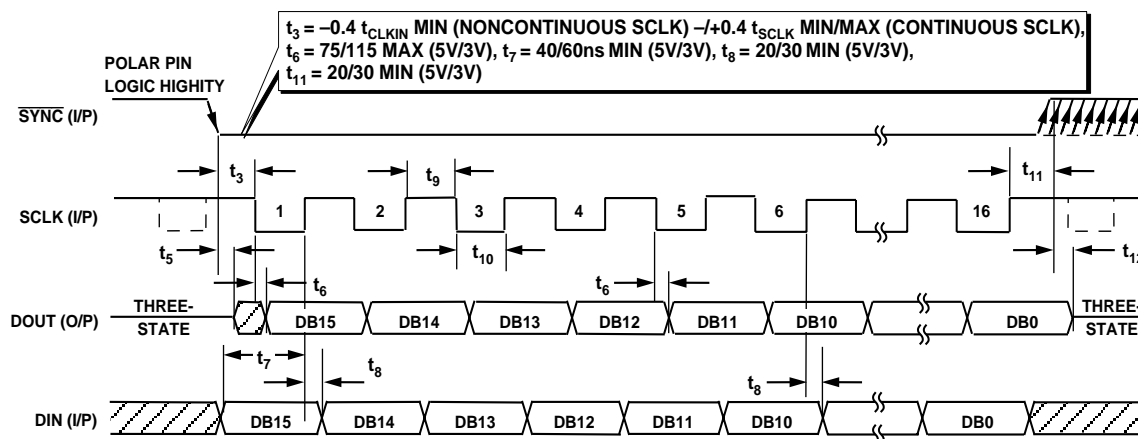 t3 = –0.4 tCLKIN MIN (NONCONTINUOUS SCLK) –/+0.4 tSCLK MIN/MAX (CONTINUOUS SCLK),
t6 = 75/115 MAX (5V/3V), t7 = 40/60ns MIN (5V/3V), t8 = 20/30 MIN (5V/3V),
t11 = 20/30 MIN (5V/3V)
POLAR PIN
LOGIC HIGHITY
SYNC (I/P)
t3
t9
t11
SCLK (I/P)
1
2
3
4
5
6
16
t5
t10
t12
t6
t6
THREE-
STATE
DOUT (O/P)
DB15
DB14
DB13
DB12
DB11
DB10
DB0
THREE-
STATE
t7
t8
t8
DIN (I/P)
DB15
DB14
DB13
DB12
DB11
DB10
DB0